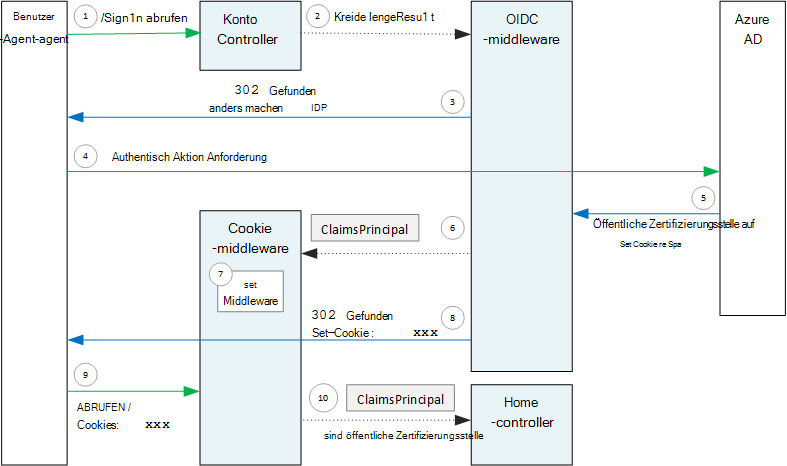 Benutzer
-Agent-agent
1
/Sign1n abrufen
Konto
Controller
2
Kreide lengeResu1 t
OIDC
-middleware
Azure
AD
302 Gefunden
anders machen IDP
3
4
Authentisch Aktion Anforderung
5
Öffentliche Zertifizierungsstelle auf
Set Cookie re Spa
Cookie
-middleware
ClaimsPrincipal
6
7
set
Middleware
302 Gefunden
Set-Cookie: xxx
8
9
ABRUFEN /
Cookies: xxx
10
ClaimsPrincipal
sind öffentliche Zertifizierungsstelle
Home
-controller